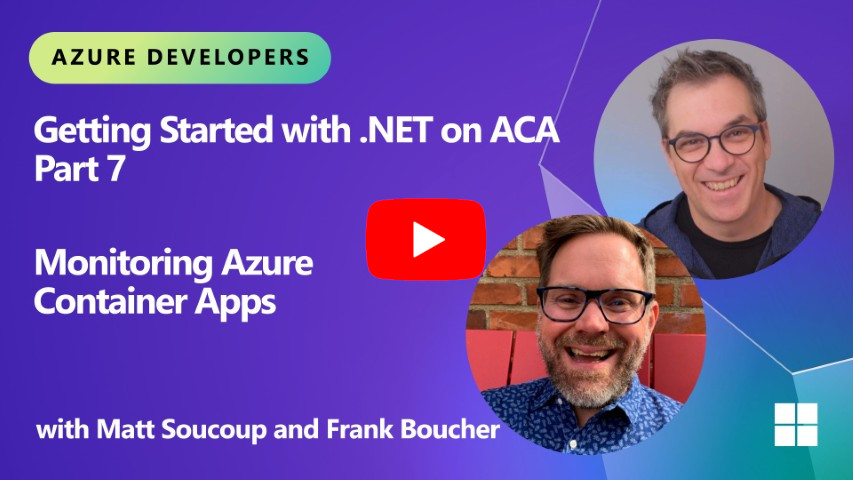 AZURE DEVELOPERS
Getting Started with .NET on ACA
Part 7
Monitoring Azure
Container Apps
with Matt Soucoup and Frank Boucher